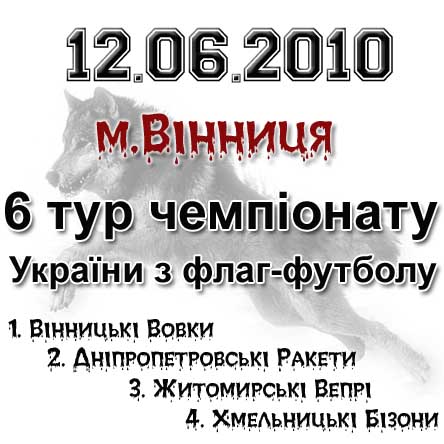 12.06.2010
м.Вінниця
6 тур чемпіонату
України з флаг-футболу
1. Вінницькі Вовки
2. Дніпропетровські Ракети
3. Житомирські Вепрі
4. Хмельницькі Бізони